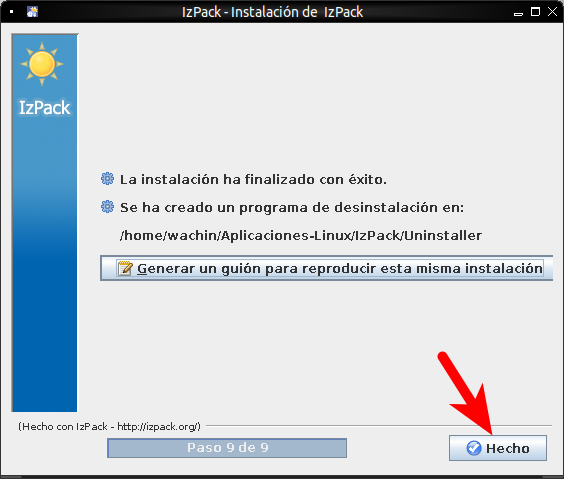 IzPack - Instalación de IzPack
IzPack
La instalación ha finalizado con éxito.
Se ha creado un programa de desinstalación en:
/home/wachin/Aplicaciones-Linux/IzPack/Uninstaller
Generar un guión para reproducir esta misma instalación
(Hecho con IzPack - http://izpack.org/)
Paso 9 de 9
Hecho